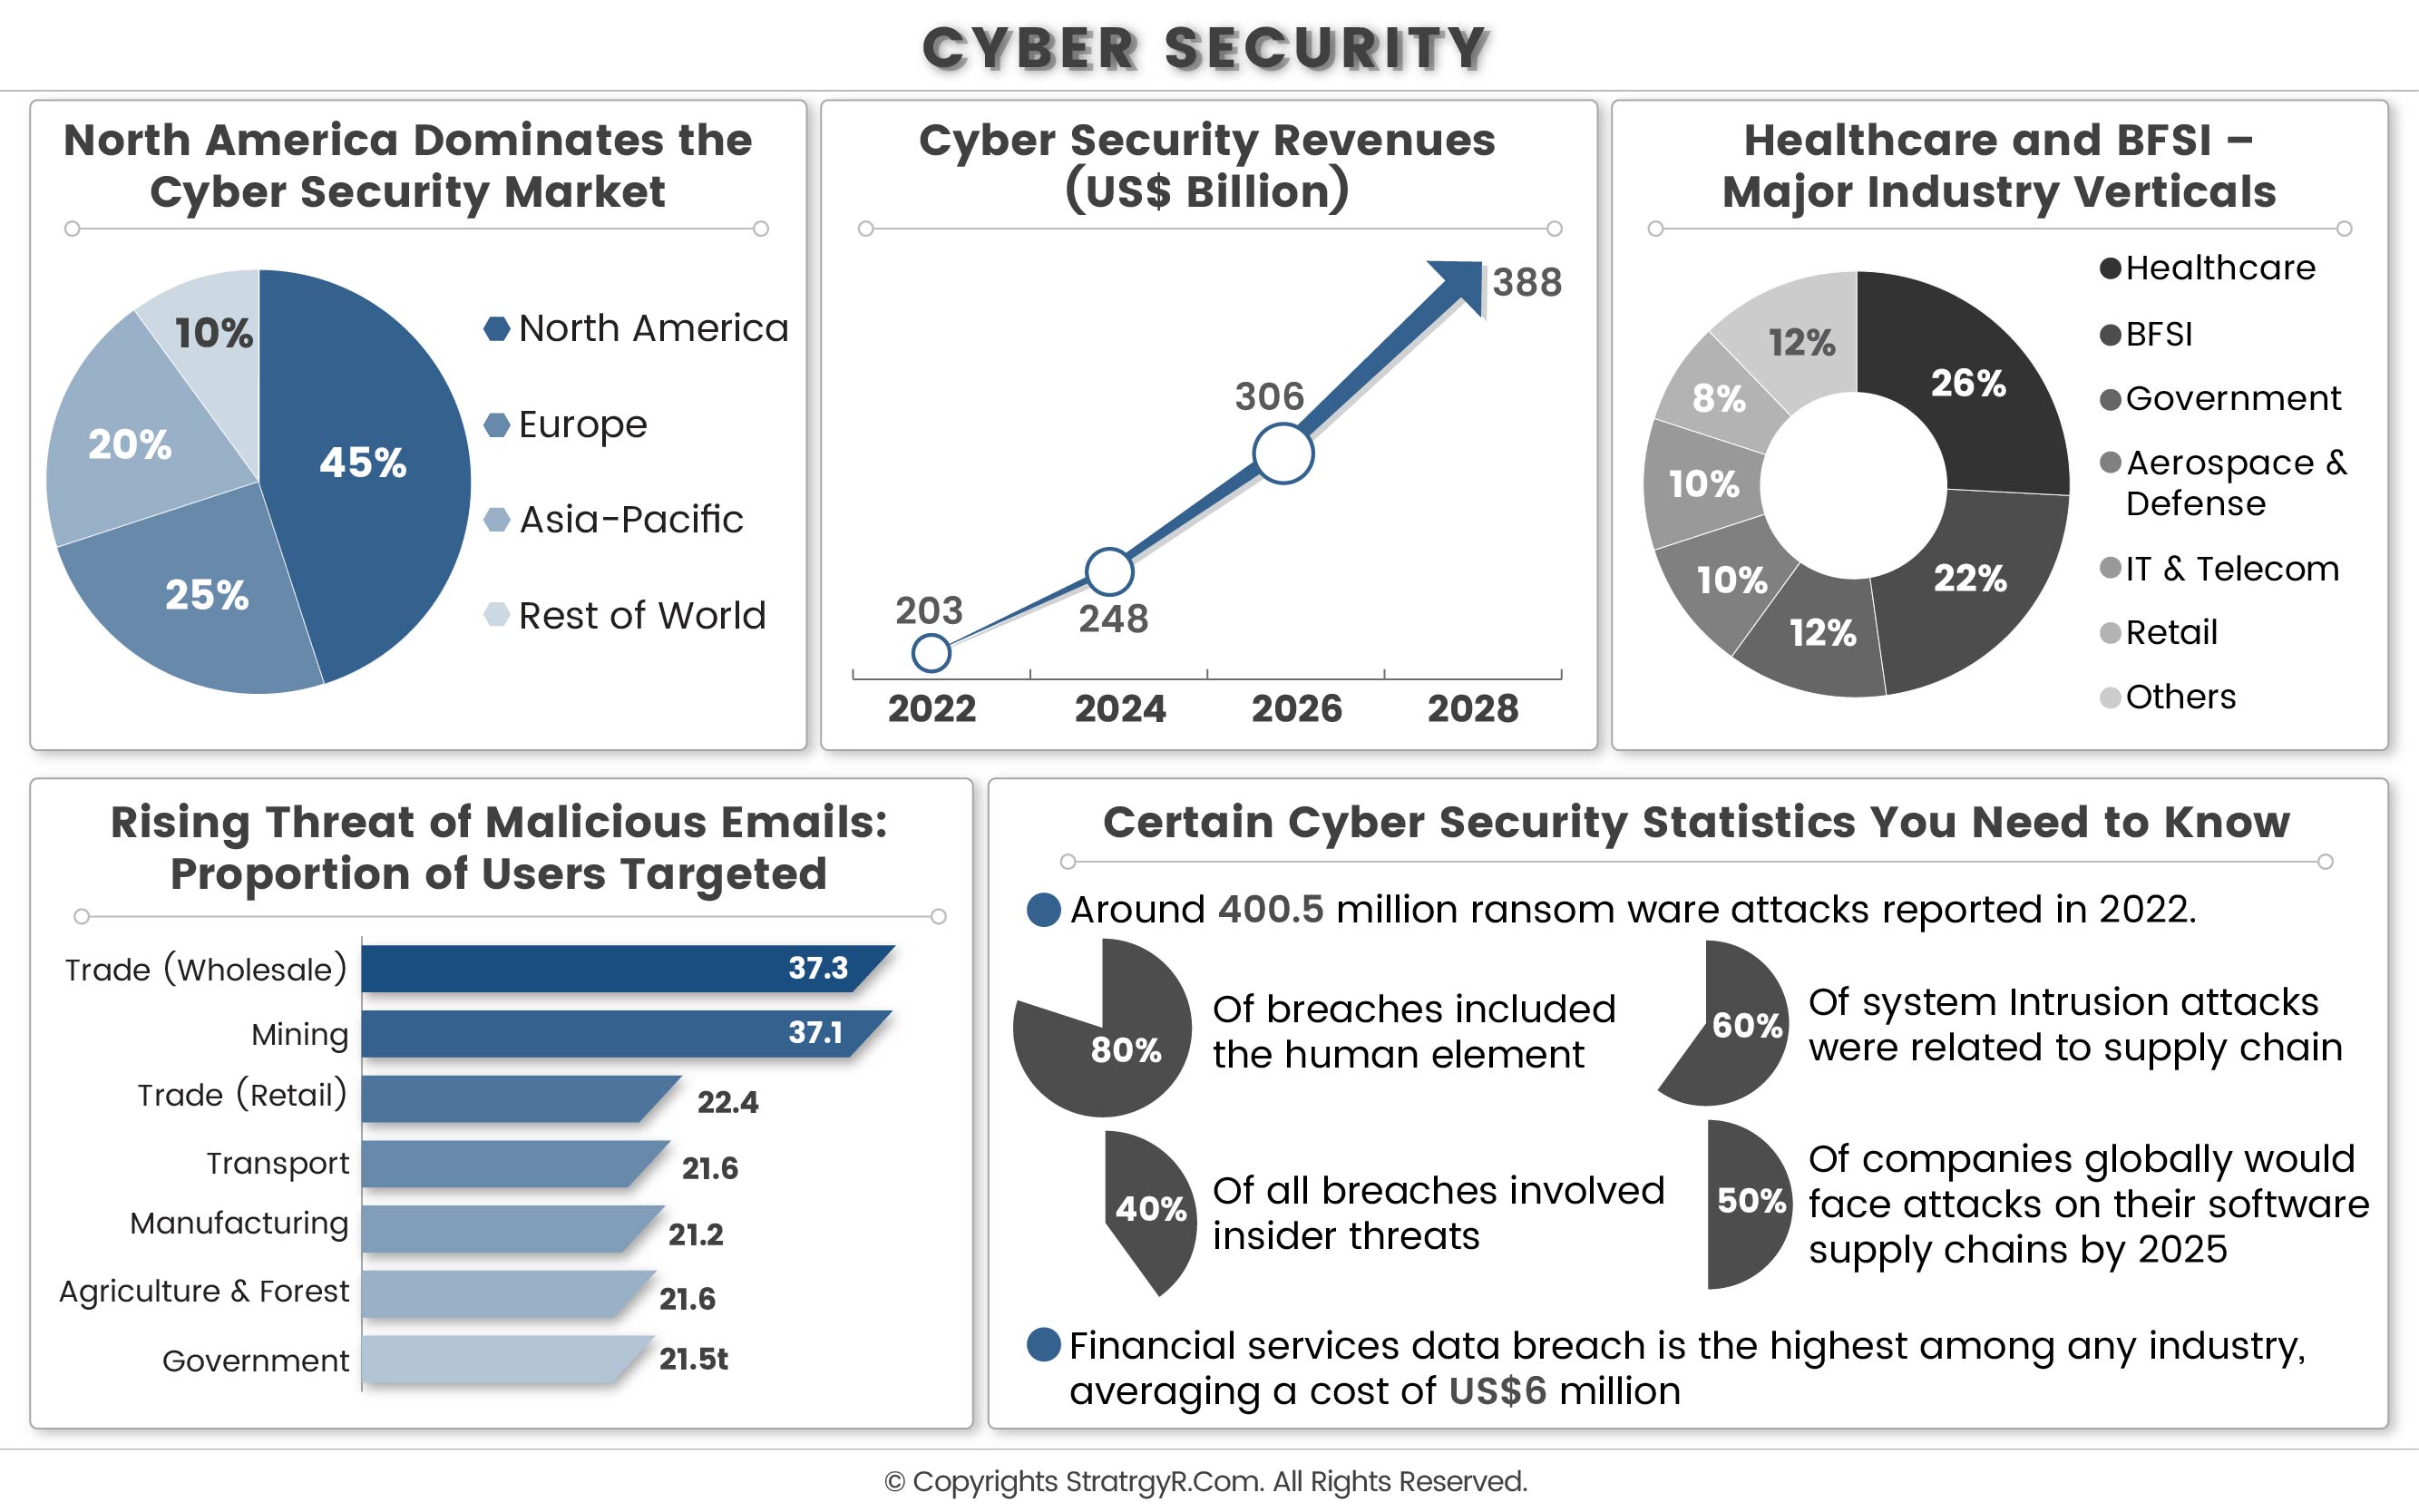 CYBER SECURITY
North America Dominates the
Cyber Security Market
10%
20%
45%
25%
North America
Europe
Asia-Pacific
Rest of World
Cyber Security Revenues
(US$ Billion)
388
306
203
248
2022 2024 2026 2028
Healthcare and BFSI –
Major Industry Verticals
12%
26%
8%
10%
10%
22%
12%
Healthcare
BFSI
Government
Aerospace &
Defense
IT & Telecom
Retail
Others
Rising Threat of Malicious Emails:
Proportion of Users Targeted
Trade (Wholesale) 37.3
Mining 37.1
Trade (Retail) 22.4
Transport 21.6
Manufacturing 21.2
Agriculture & Forest 21.6
Government 21.5t
Certain Cyber Security Statistics You Need to Know
Around 400.5 million ransom ware attacks reported in 2022.
80%
Of breaches included
the human element
60%
Of system Intrusion attacks
were related to supply chain
40%
Of all breaches involved
insider threats
50%
Of companies globally would
face attacks on their software
supply chains by 2025
Financial services data breach is the highest among any industry,
averaging a cost of US$6 million
© Copyrights StratrgyR.Com. All Rights Reserved.